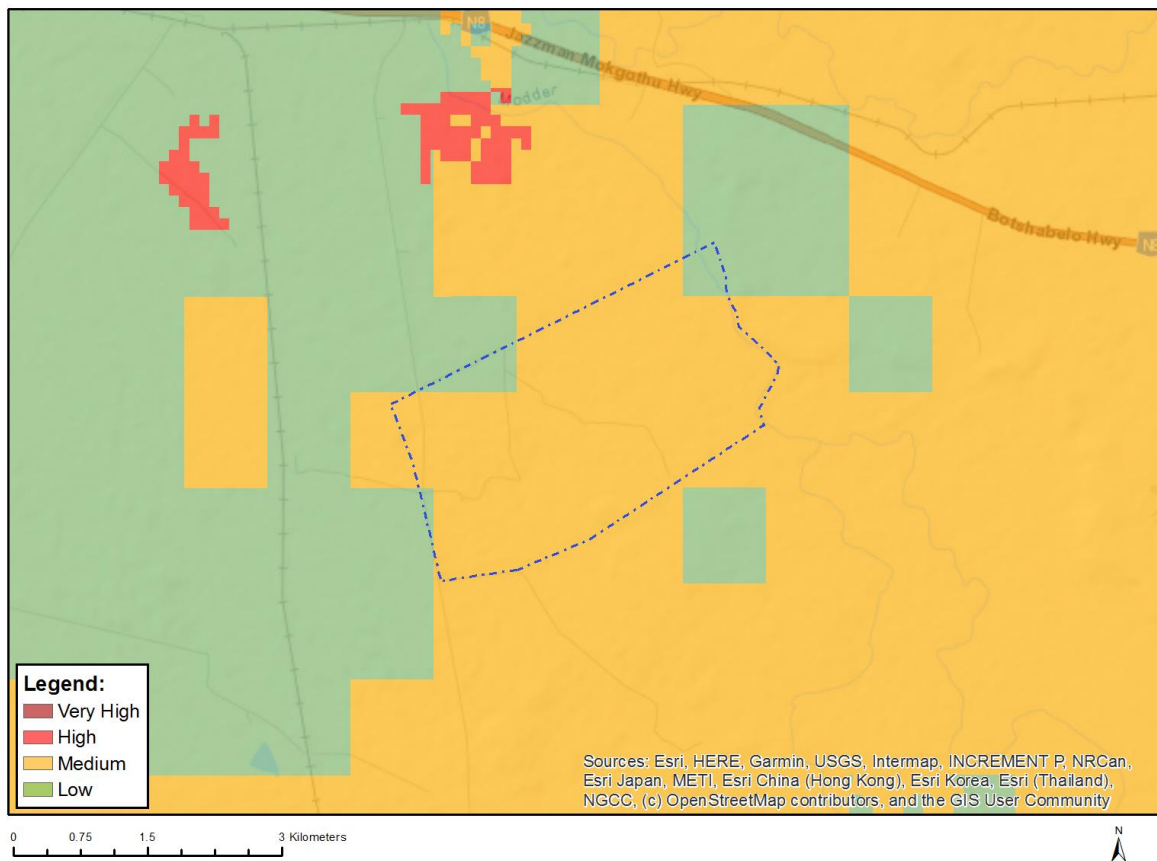 N8
Jazzman Mokgothu Hwy
Modder
Botshabelo Hwy
N8
Legend:
Very High
High
Medium
Low
Sources: Esri, HERE, Garmin, USGS, Intermap, INCREMENT P, NRCan,
Esri Japan, METI, Esri China (Hong Kong), Esri Korea, Esri (Thailand),
NGCC, (c) OpenStreetMap contributors, and the GIS User Community
0 0.75 1.5 3 Kilometers
N